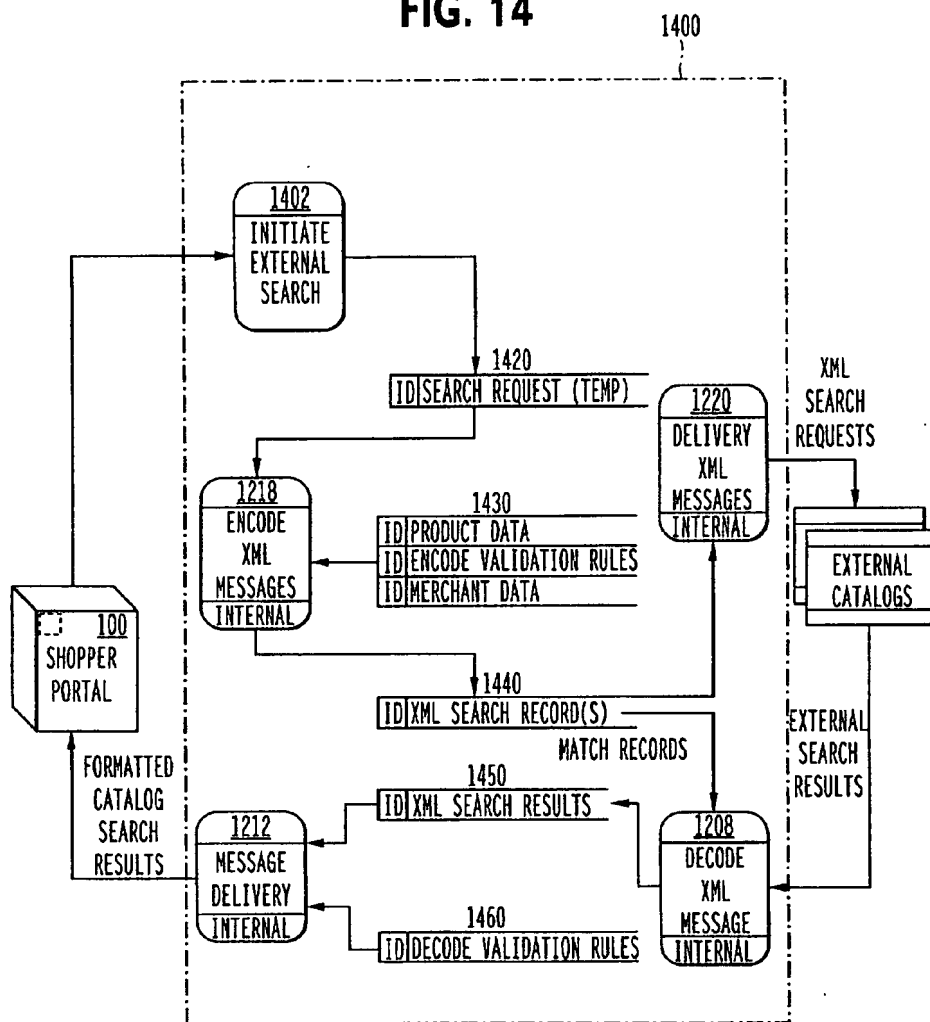 FIG. 14
1400
1402
INITIATE
EXTERNAL
SEARCH
1420
ID SEARCH REQUEST (TEMP)
1220
DELIVERY
XML
MESSAGES
INTERNAL
XML
SEARCH
REQUESTS
1218
ENCODE
XML
MESSAGES
INTERNAL
1430
ID PRODUCT DATA
ID ENCODE VALIDATION RULES
ID MERCHANT DATA
EXTERNAL
CATALOGS
100
SHOPPER
PORTAL
1440
ID XML SEARCH RECORD(S)
MATCH RECORDS
EXTERNAL
SEARCH
RESULTS
FORMATTED
CATALOG
SEARCH
RESULTS
1450
ID XML SEARCH RESULTS
1212
MESSAGE
DELIVERY
INTERNAL
1208
DECODE
XML
MESSAGE
INTERNAL
1460
ID DECODE VALIDATION RULES